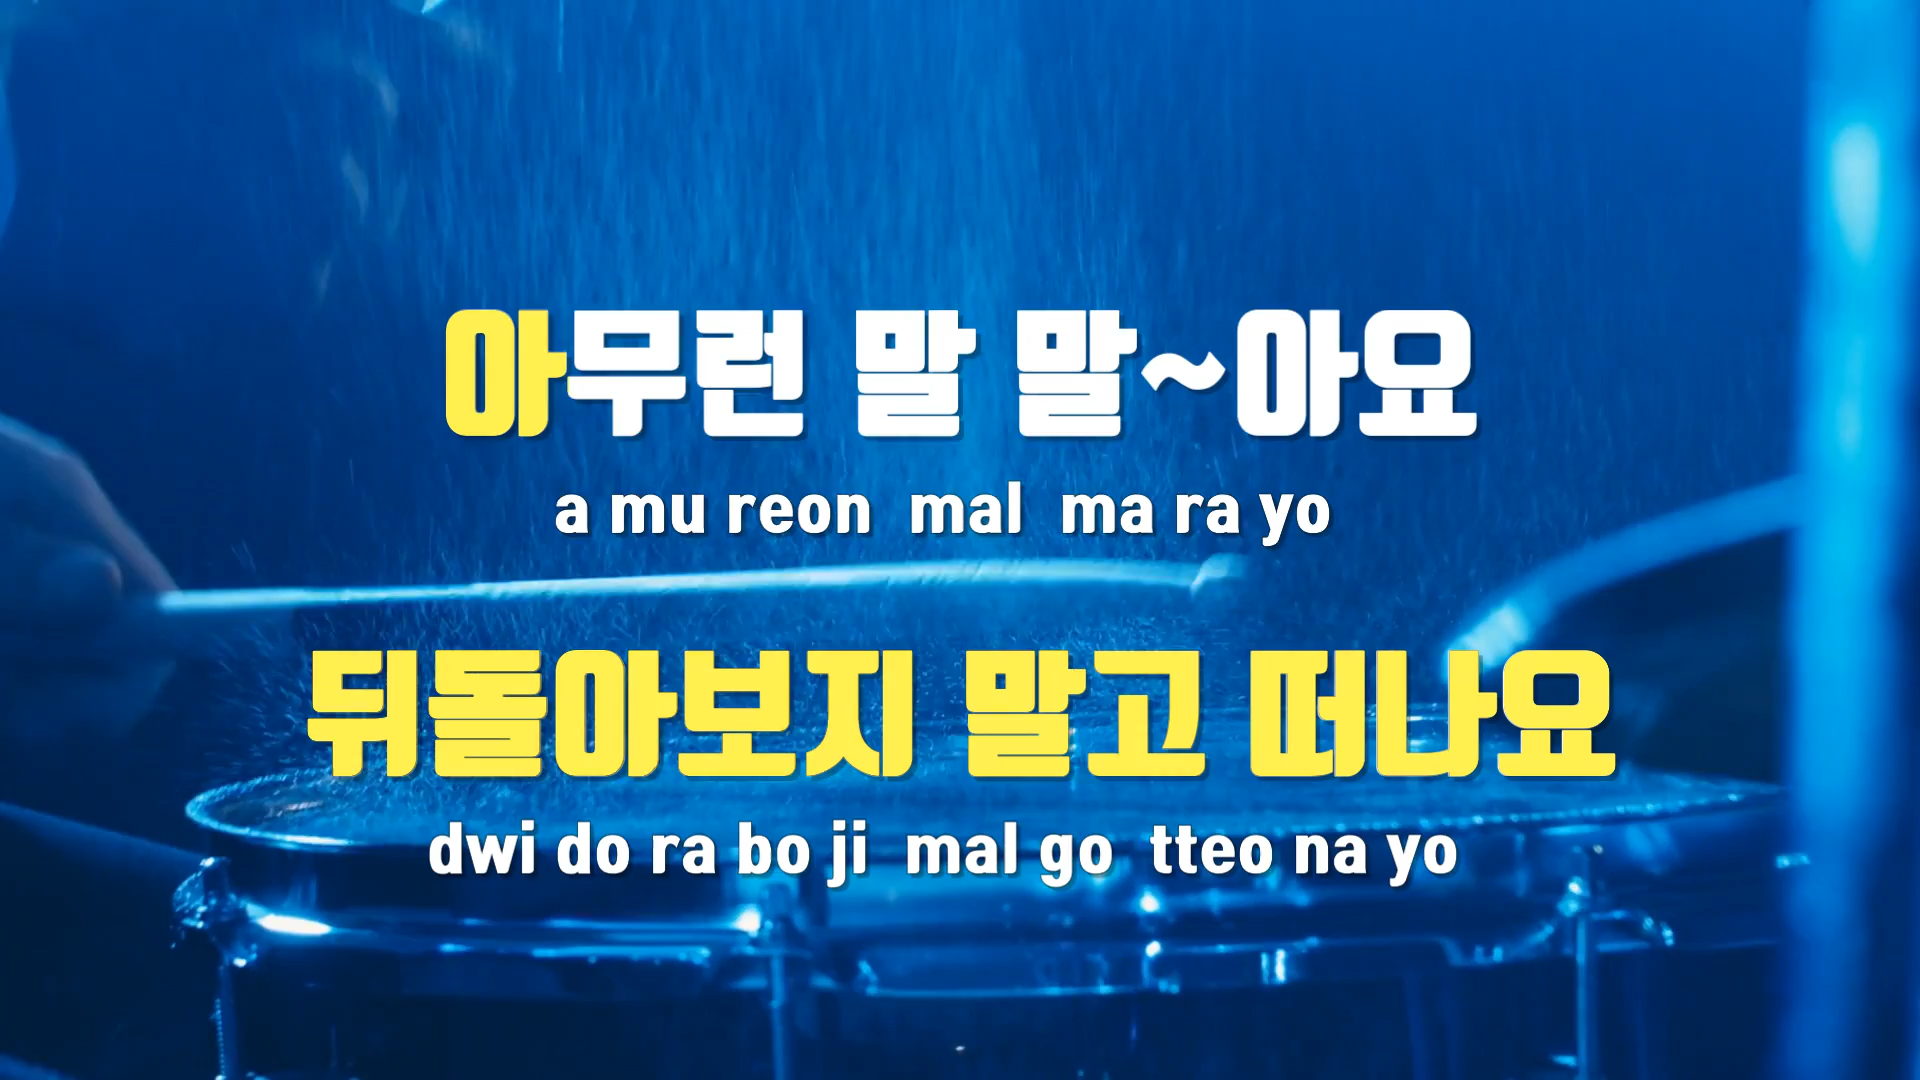 아무런 말 말~아요
a mu reon mal ma ra yo
뒤돌아보지 말고 떠나요
dwi do ra bo ji mal go tteo na yo